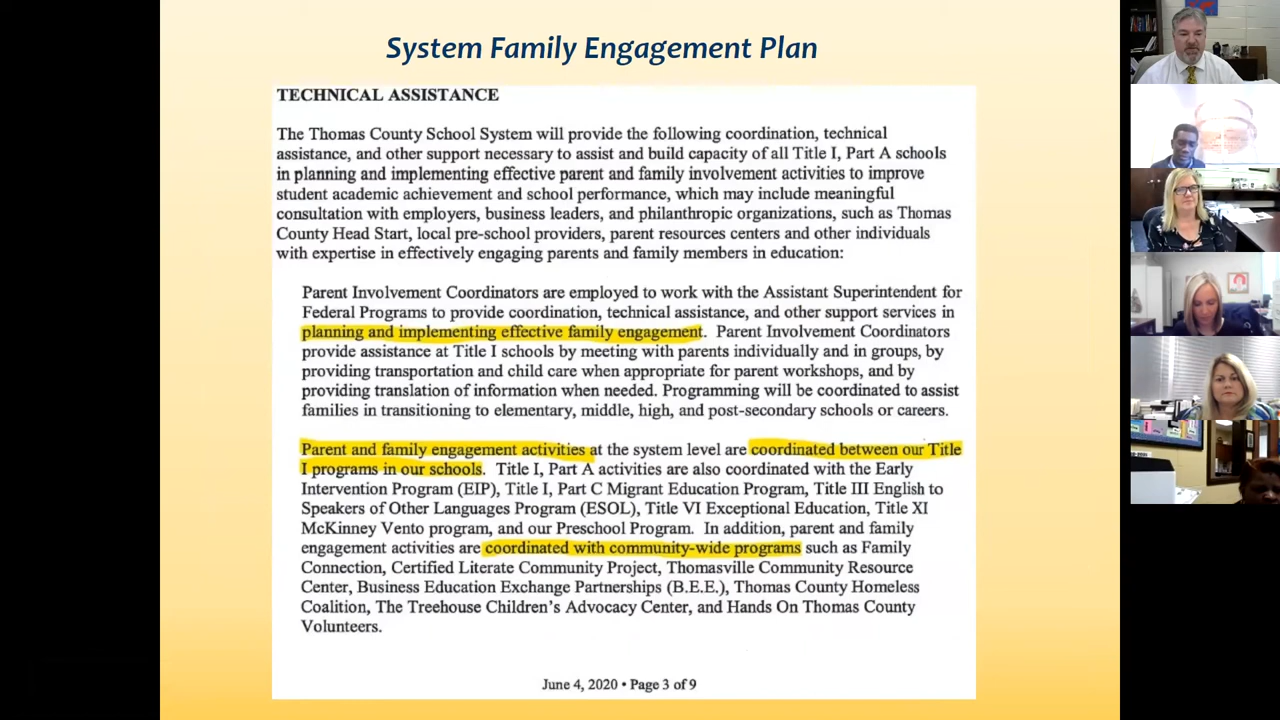 System Family Engagement Plan
TECHNICAL ASSISTANCE
The Thomas County School System will provide the following coordination, technical
assistance, and other support necessary to assist and build capacity of all Title I, Part A schools
in planning and implementing effective parent and family involvement activities to improve
student academic achievement and school performance, which may include meaningful
consultation with employers, business leaders, and philanthropic organizations, such as Thomas
County Head Start, local pre-school providers, parent resources centers and other individuals
with expertise in effectively engaging parents and family members in education:
Parent Involvement Coordinators are employed to work with the Assistant Superintendent for
Federal Programs to provide coordination, technical assistance, and other support services in
planning and implementing effective family engagement. Parent Involvement Coordinators
provide assistance at Title I schools by meeting with parents individually and in groups, by
providing transportation and child care when appropriate for parent workshops, and by
providing translation of information when needed. Programming will be coordinated to assist
families in transitioning to elementary, middle, high, and post-secondary schools or careers.
Parent and family engagement activities at the system level are coordinated between our Title
I programs in our schools. Title I, Part A activities are also coordinated with the Early
Intervention Program (EIP), Title I, Part C Migrant Education Program, Title III English to
Speakers of Other Languages Program (ESOL), Title VI Exceptional Education, Title XI
McKinney Vento program, and our Preschool Program. In addition, parent and family
engagement activities are coordinated with community-wide programs such as Family
Connection, Certified Literate Community Project, Thomasville Community Resource
Center, Business Education Exchange Partnerships (B.E.E.), Thomas County Homeless
Coalition, The Treehouse Children's Advocacy Center, and Hands On Thomas County
Volunteers.
June 4, 2020 • Page 3 of 9